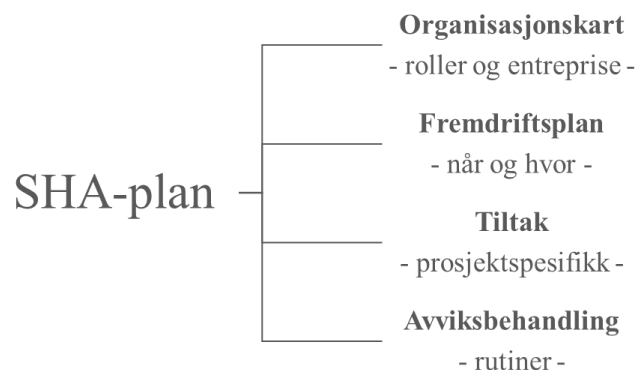 SHA-plan
Organisasjonskart
- roller og entreprise -
Fremdriftsplan
- når og hvor -
Tiltak
- prosjektspesifikk -
Avviksbehandling
- rutiner -